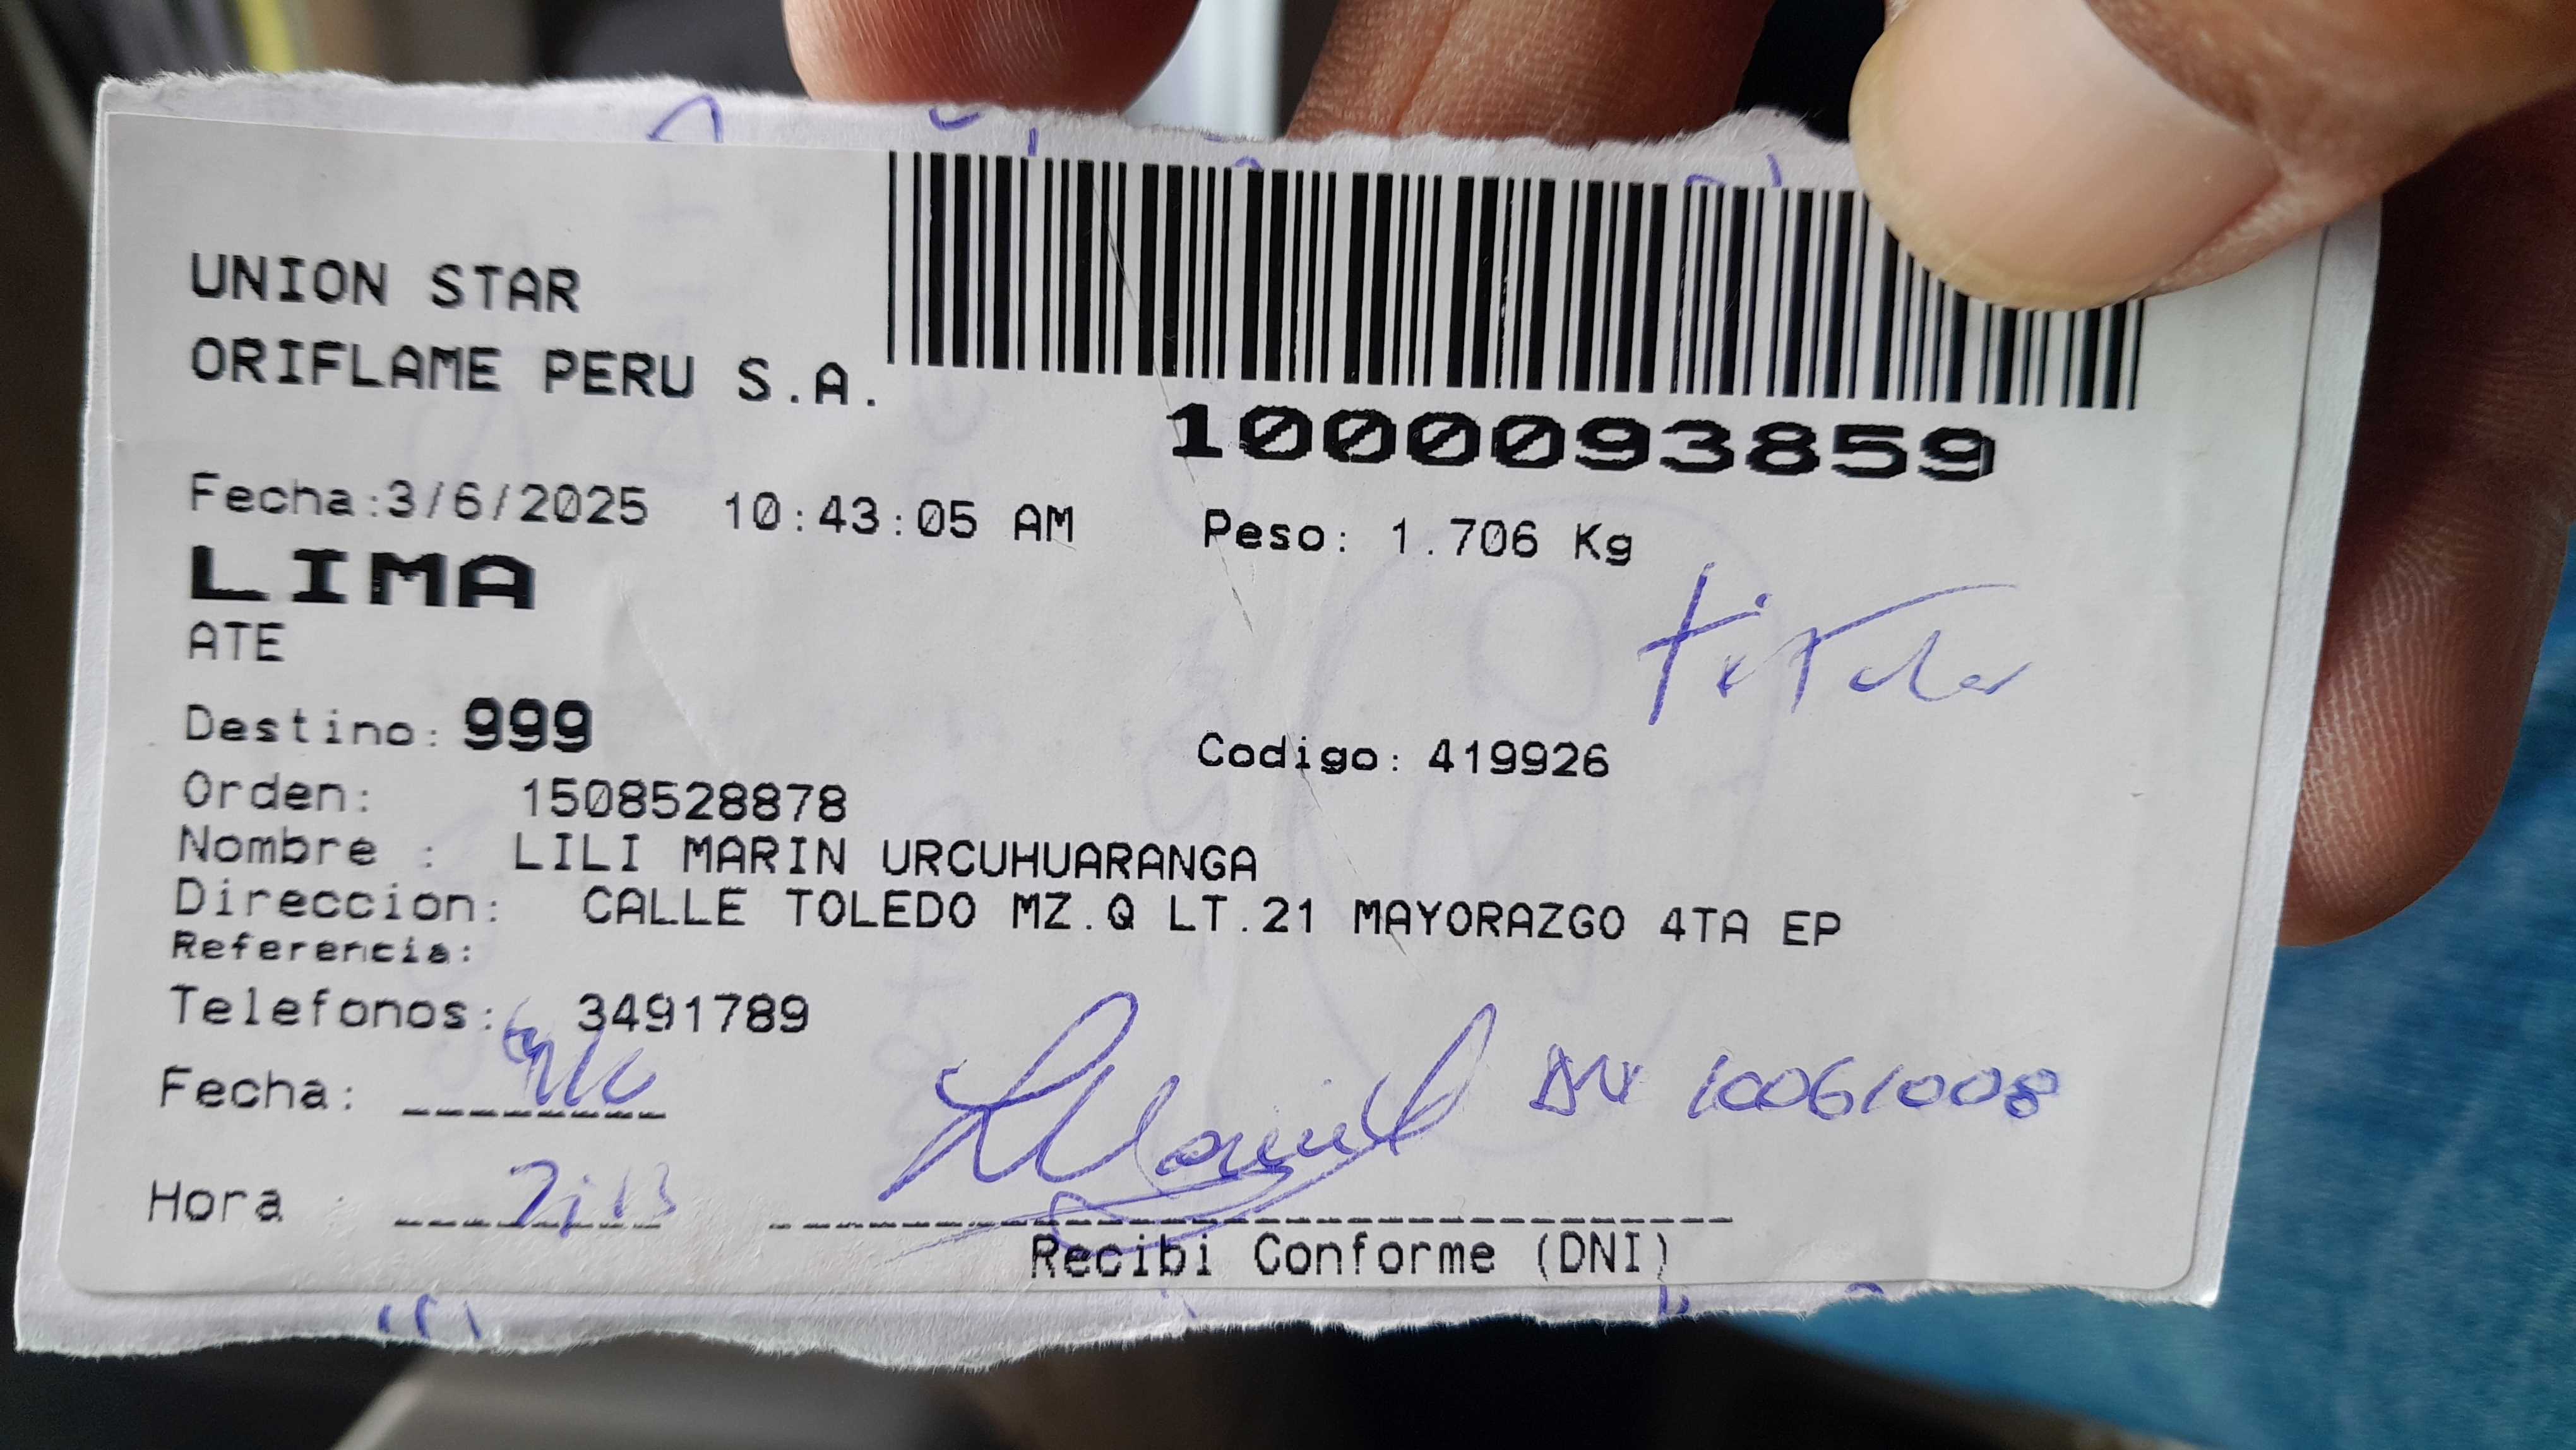 UNION STAR
ORIFLAME PERU S.A.
1000093859
Fecha:3/6/2025 10:43:05 AM Peso: 1.706 Kg
LIMA
ATE
titular
Destino: 999 Codigo: 419926
Orden: 1508528878
Nombre : LILI MARIN URCUHUARANGA
Direccion: CALLE TOLEDO MZ.Q LT.21 MAYORAZGO 4TA EP
Referencia:
Telefonos: 3491789
Fecha: 10061008
Hora :
Recibi Conforme (DNI)